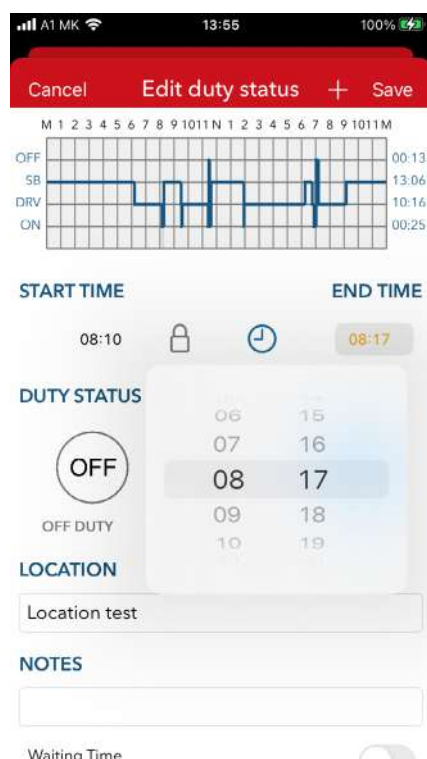 A1 MK 13:55 100%
Cancel Edit duty status + Save
M 1 2 3 4 5 6 7 8 9 10 11 N 1 2 3 4 5 6 7 8 9 10 11 M
OFF 00:13
SB 13:06
DRV 10:16
ON 00:25
START TIME END TIME
08:10 08:17
DUTY STATUS
06 15
07 16
OFF 08 17
09 18
OFF DUTY
10 19
LOCATION
Location test
NOTES
Waiting Time